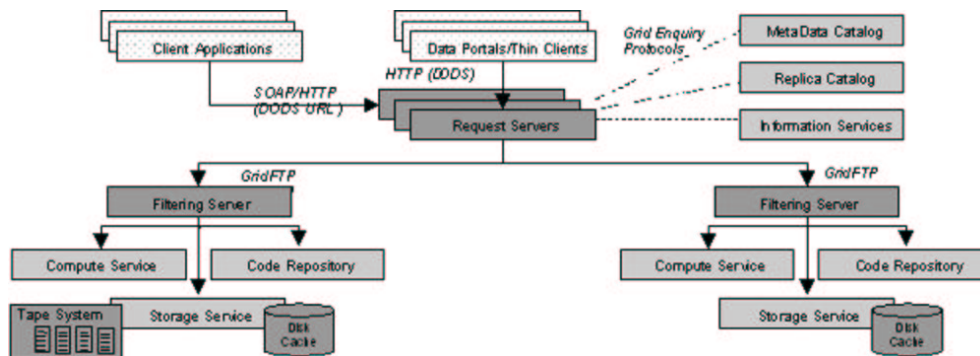 Client Applications
Data Portals/Thin Clients
Grid Enquiry
Protocols
MetaData Catalog
HTTP (DODS)
SOAP/HTTP
(DODS URL)
Replica Catalog
Request Servers
Information Services
GridFTP
GridFTP
Filtering Server
Filtering Server
Compute Service
Code Repository
Compute Service
Code Repository
Tape System
Storage Service
Disk
Cache
Storage Service
Disk
Cache